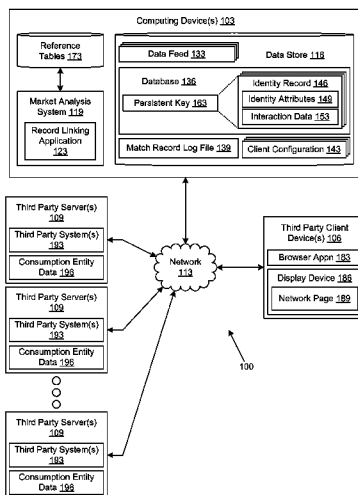 Computing Device(s) 103
Reference
Tables 173
Market Analysis
System 119
Record Linking
Application
123
Data Feed 133
Data Store 116
Database 136
Persistent Key 163
Identity Record 146
Identity Attributes 149
Interaction Data 153
Match Record Log File 139
Client Configuration 143
Third Party Server(s)
109
Third Party System(s)
193
Consumption Entity
Data 196
Third Party Server(s)
109
Third Party System(s)
193
Consumption Entity
Data 196
Third Party Server(s)
109
Third Party System(s)
193
Consumption Entity
Data 196
Network
113
Third Party Client
Device(s) 106
Browser Appn 183
Display Device
186
Network Page
189
100